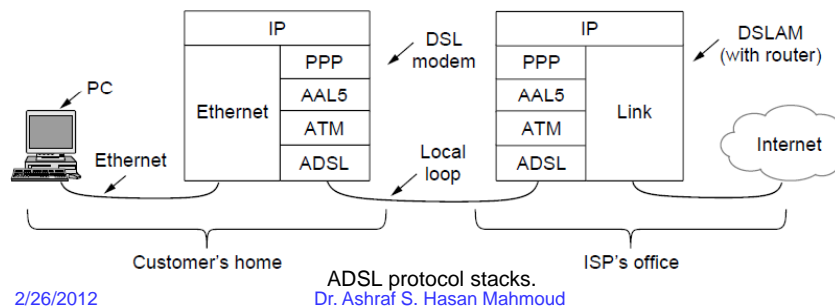 IP
IP
DSL
modem
DSLAM
(with router)
PPP
PPP
PC
AAL5
AAL5
Ethernet
Link
ATM
ATM
Internet
Ethernet
ADSL
Local
loop
ADSL
Customer's home
ISP's office
ADSL protocol stacks.
2/26/2012
Dr. Ashraf S. Hasan Mahmoud